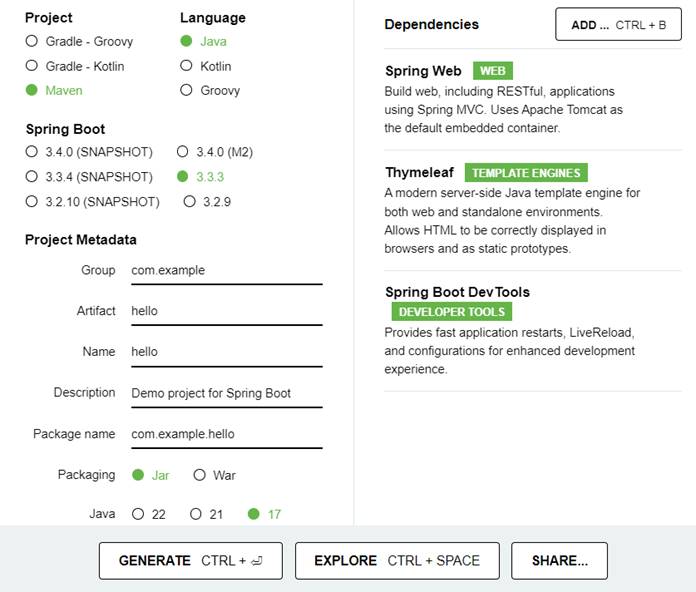 Project
Gradle - Groovy
Gradle - Kotlin
Maven
Language
Java
Kotlin
Groovy
Spring Boot
3.4.0 (SNAPSHOT) 3.4.0 (M2)
3.3.4 (SNAPSHOT) 3.3.3
3.2.10 (SNAPSHOT) 3.2.9
Project Metadata
Group com.example
Artifact hello
Name hello
Description Demo project for Spring Boot
Package name com.example.hello
Packaging Jar War
Java 22 21 17
Dependencies ADD ... CTRL + B
Spring Web WEB
Build web, including RESTful, applications
using Spring MVC. Uses Apache Tomcat as
the default embedded container.
Thymeleaf TEMPLATE ENGINES
A modern server-side Java template engine for
both web and standalone environments.
Allows HTML to be correctly displayed in
browsers and as static prototypes.
Spring Boot DevTools
DEVELOPER TOOLS
Provides fast application restarts, LiveReload,
and configurations for enhanced development
experience.
GENERATE CTRL + ⏎ EXPLORE CTRL + SPACE SHARE...